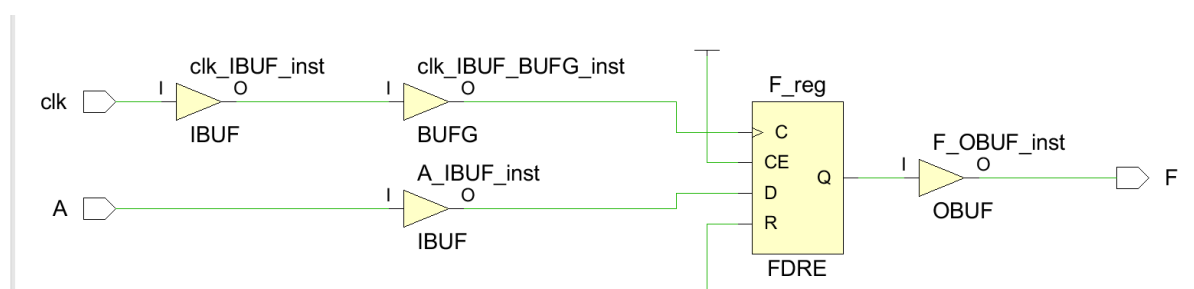 clk_IBUF_inst
clk_IBUF_BUFG_inst
F_reg
clk
I
O
I
O
IBUF
BUFG
C
CE
D
R
Q
F_OBUF_inst
I
O
F
OBUF
A_IBUF_inst
A
I
O
IBUF
FDRE